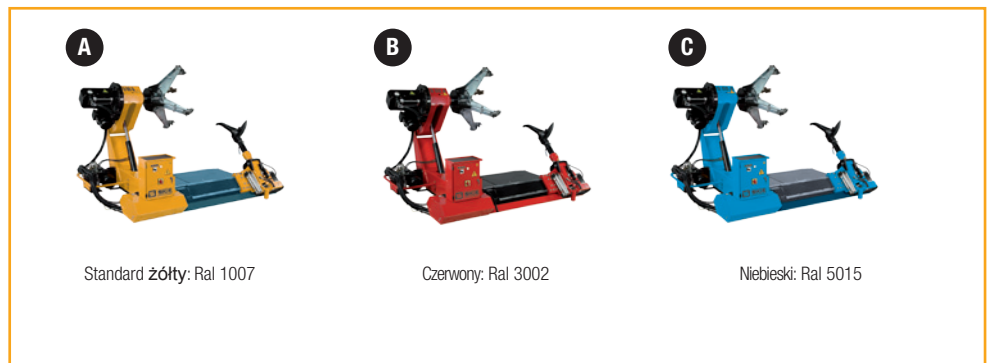 A
B
C
Standard żółty: Ral 1007
Czerwony: Ral 3002
Niebieski: Ral 5015